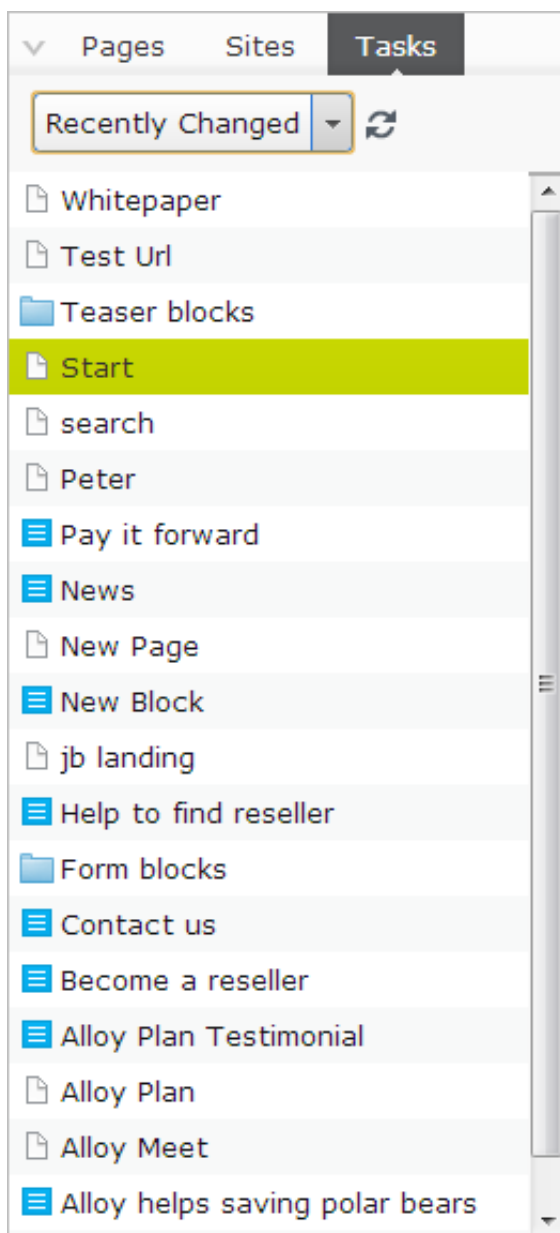 Pages Sites Tasks
Recently Changed
Whitepaper
Test Url
Teaser blocks
Start
search
Peter
Pay it forward
News
New Page
New Block
jb landing
Help to find reseller
Form blocks
Contact us
Become a reseller
Alloy Plan Testimonial
Alloy Plan
Alloy Meet
Alloy helps saving polar bears